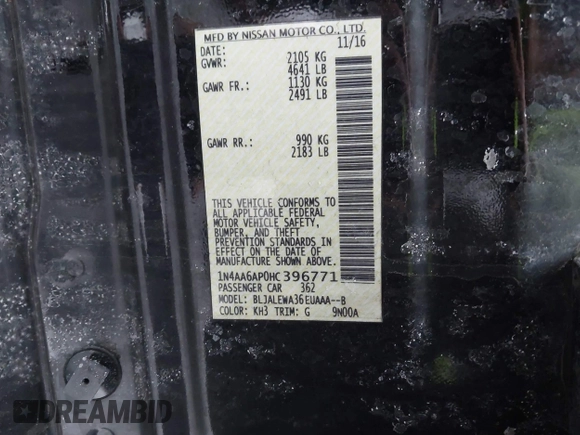 MFD BY NISSAN MOTOR CO., LTD.
DATE: 11/16
GVWR: 2105 KG
4641 LB
GAWR FR.: 1130 KG
2491 LB
GAWR RR.: 990 KG
2183 LB
THIS VEHICLE CONFORMS TO
ALL APPLICABLE FEDERAL
MOTOR VEHICLE SAFETY,
BUMPER, AND THEFT
PREVENTION STANDARDS IN
EFFECT ON THE DATE OF
MANUFACTURE SHOWN ABOVE.
1N4AA6AP0HC396771
PASSENGER CAR 362
MODEL: BLJALEWA36EUAAA--B
COLOR: KH3 TRIM: G 9N00A
DREAMBID